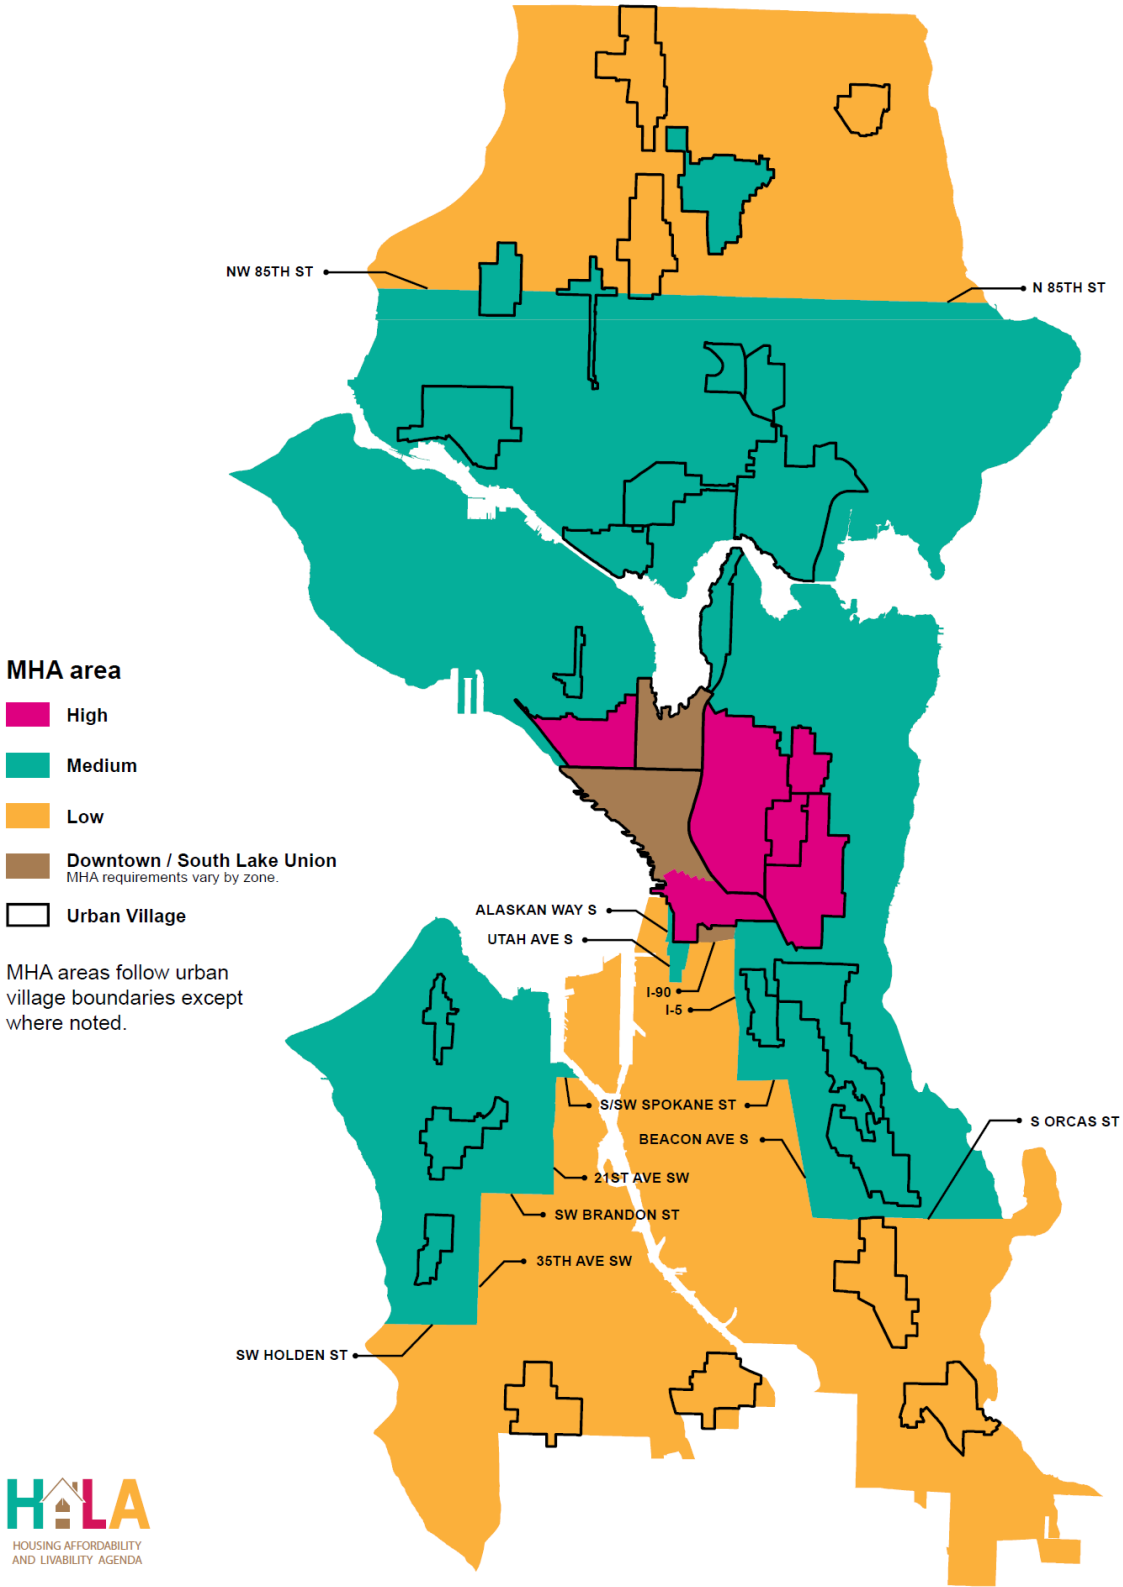 NW 85TH ST
N 85TH ST
MHA area
High
Medium
Low
Downtown / South Lake Union
MHA requirements vary by zone.
Urban Village
MHA areas follow urban
village boundaries except
where noted.
ALASKAN WAY S
UTAH AVE S
I-90
I-5
S/SW SPOKANE ST
BEACON AVE S
S ORCAS ST
21ST AVE SW
SW BRANDON ST
35TH AVE SW
SW HOLDEN ST
HALA
HOUSING AFFORDABILITY
AND LIVABILITY AGENDA